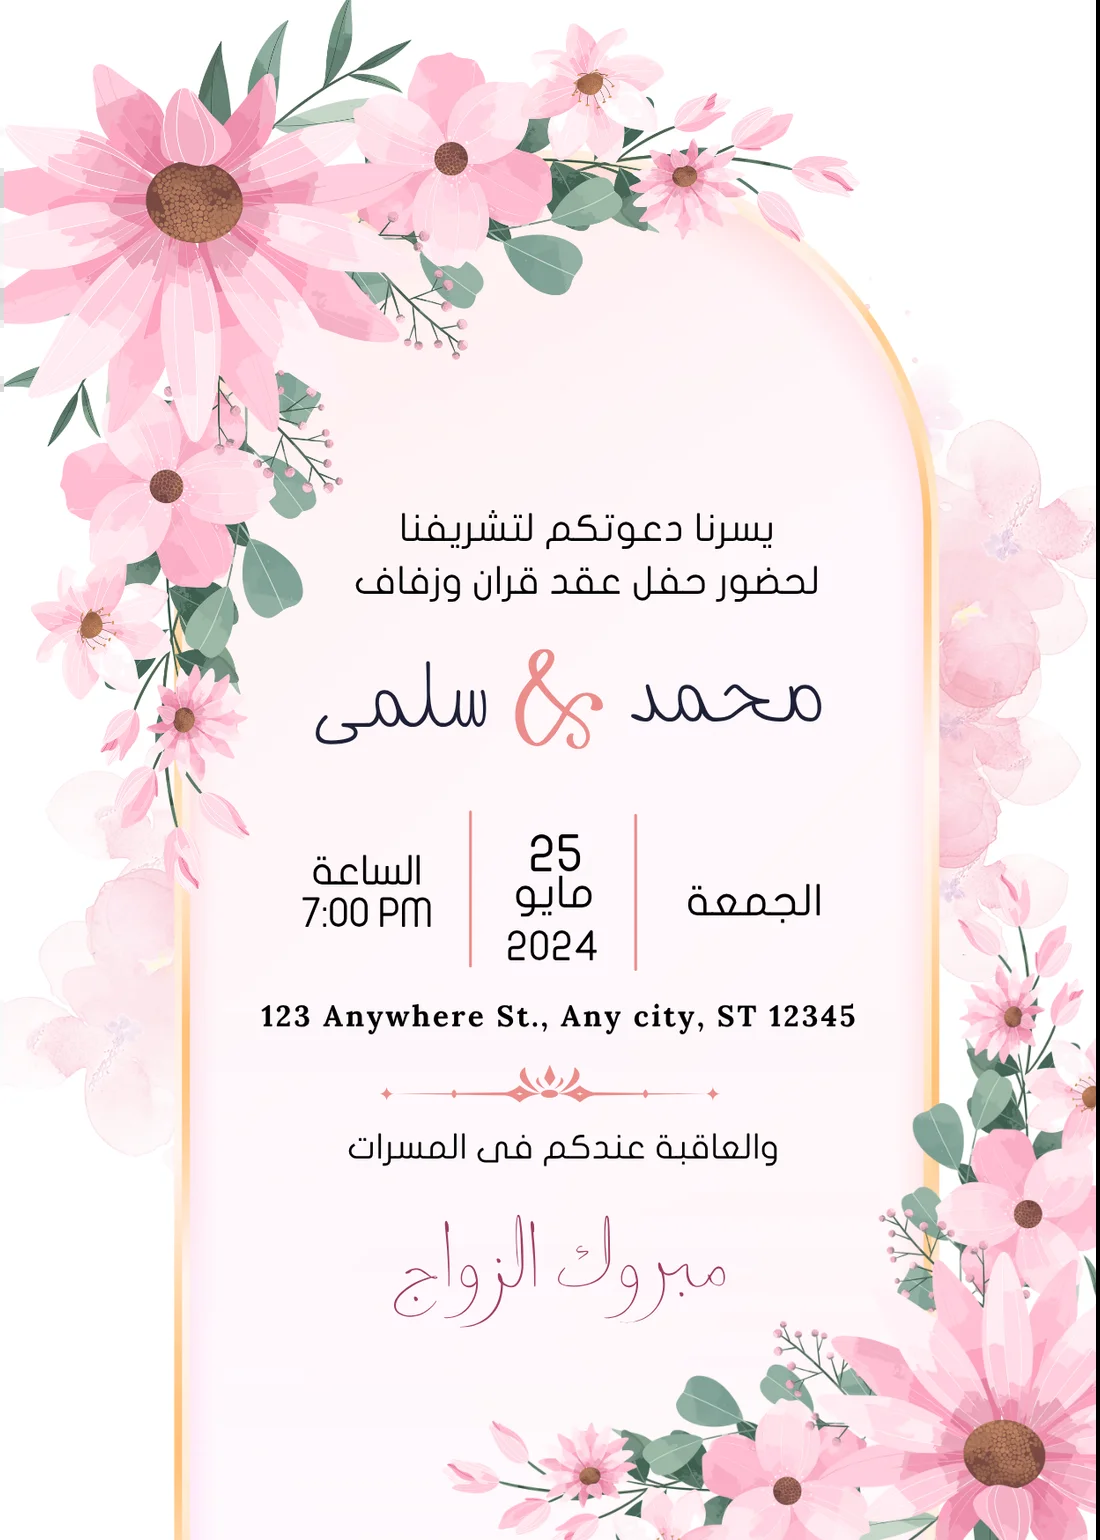 يسرنا دعوتكم لتشريفنا
لحضور حفل عقد قران وزفاف
محمد & سلمى
الجمعة
25
مايو
2024
الساعة
7:00 PM
123 Anywhere St., Any city, ST 12345
والعاقبة عندكم فى المسرات
مبروك الزواج